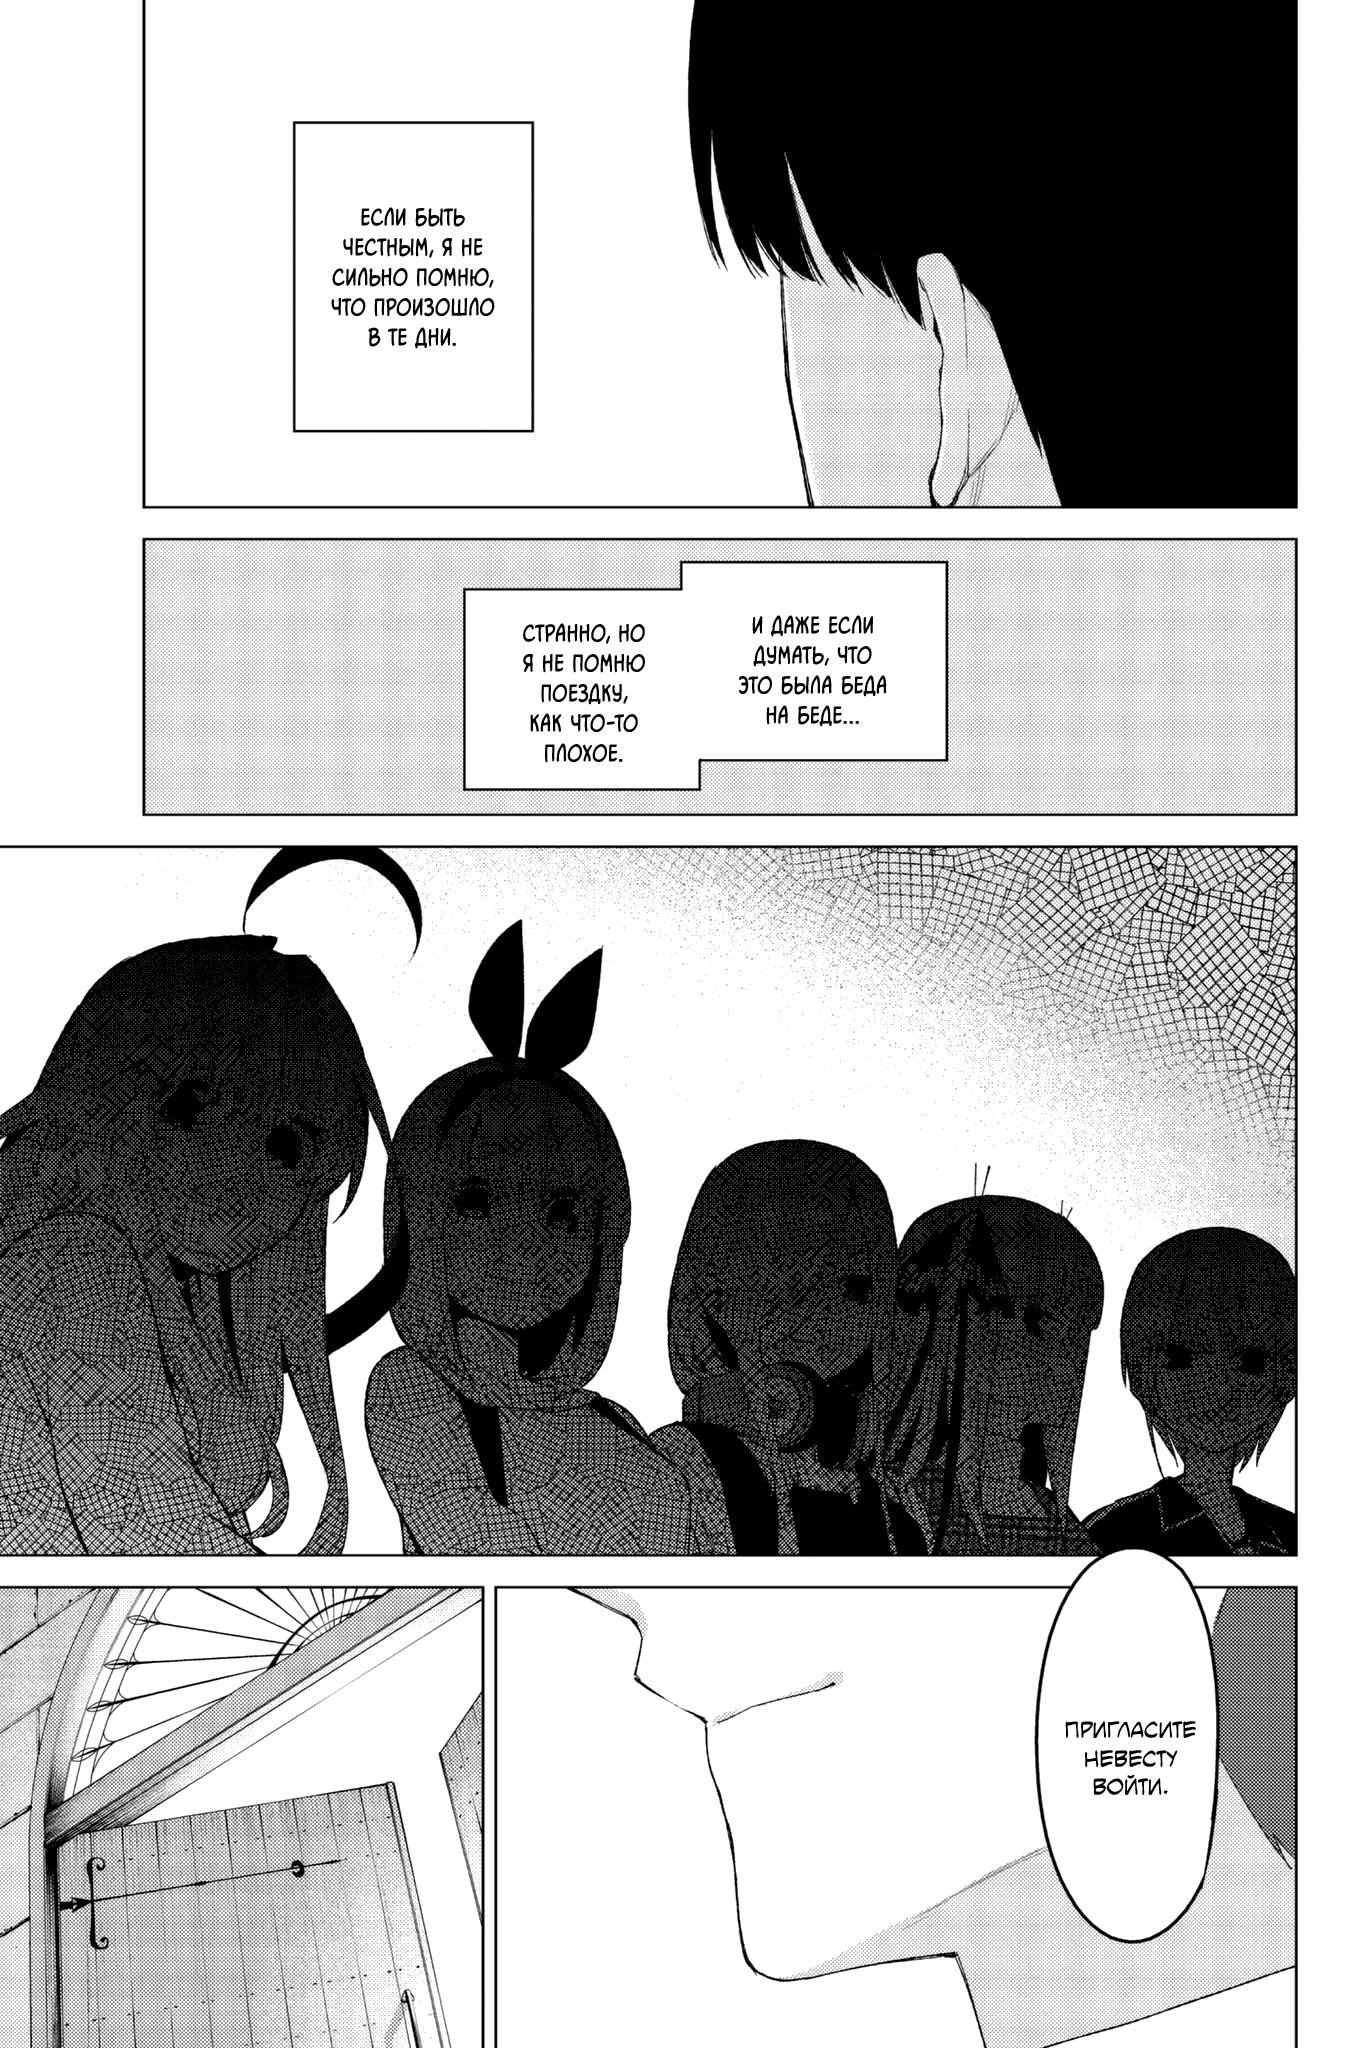 ЕСЛИ БЫТЬ
ЧЕСТНЫМ, Я НЕ
СИЛЬНО ПОМНЮ,
ЧТО ПРОИЗОШЛО
В ТЕ ДНИ.
И ДАЖЕ ЕСЛИ
ДУМАТЬ, ЧТО
ЭТО БЫЛА БЕДА
НА БЕДЕ...
СТРАННО, НО
Я НЕ ПОМНЮ
ПОЕЗДКУ,
КАК ЧТО-ТО
ПЛОХОЕ.
ПРИГЛАСИТЕ
НЕВЕСТУ
ВОЙТИ.